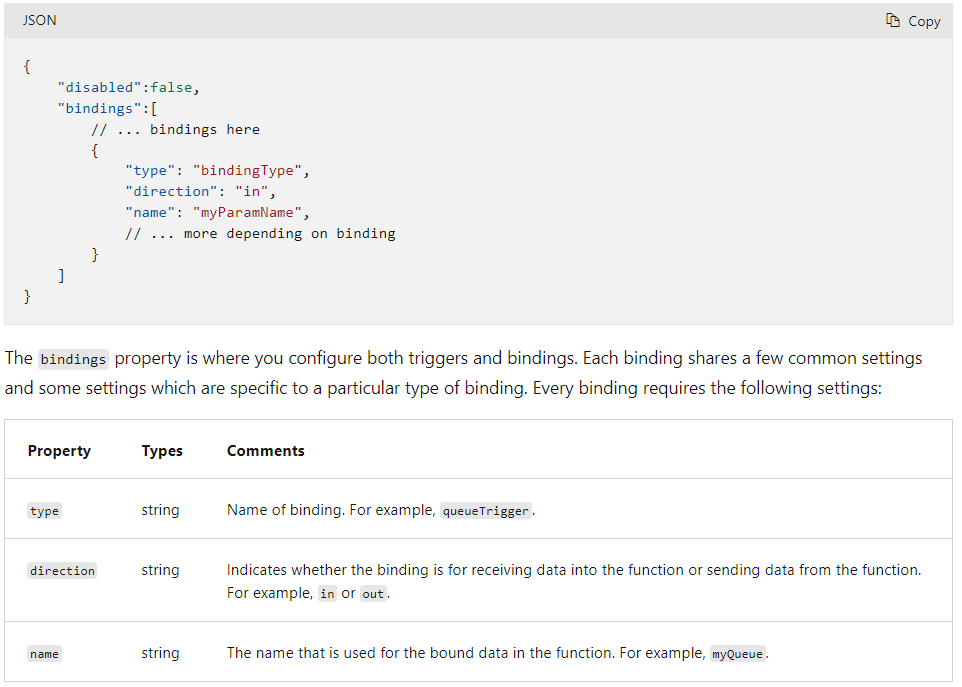 JSON
Copy
{
    "disabled":false,
    "bindings":[
        // ... bindings here
        {
            "type": "bindingType",
            "direction": "in",
            "name": "myParamName",
            // ... more depending on binding
        }
    ]
}
The bindings property is where you configure both triggers and bindings. Each binding shares a few common settings
and some settings which are specific to a particular type of binding. Every binding requires the following settings:
Property Types Comments
type string Name of binding. For example, queueTrigger.
direction string Indicates whether the binding is for receiving data into the function or sending data from the function.
For example, in or out.
name string The name that is used for the bound data in the function. For example, myQueue.